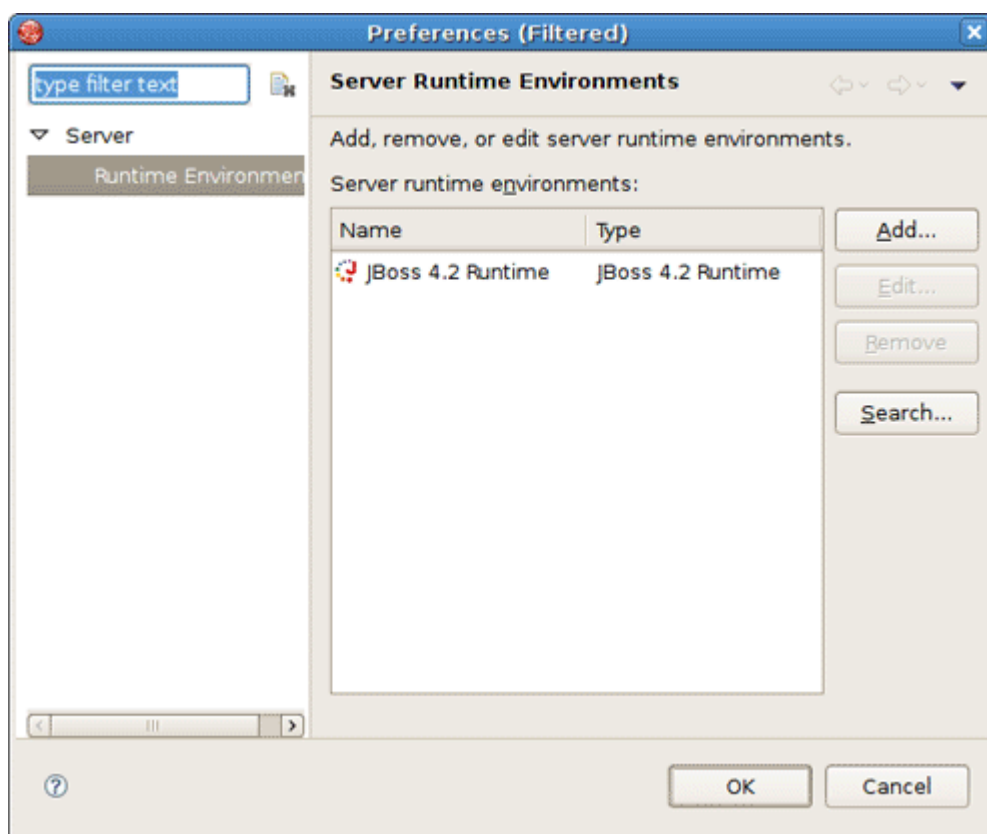 Preferences (Filtered)
type filter text
Server
Runtime Environmen
Server Runtime Environments
Add, remove, or edit server runtime environments.
Server runtime environments:
Name Type
JBoss 4.2 Runtime JBoss 4.2 Runtime
Add...
Edit...
Remove
Search...
OK Cancel